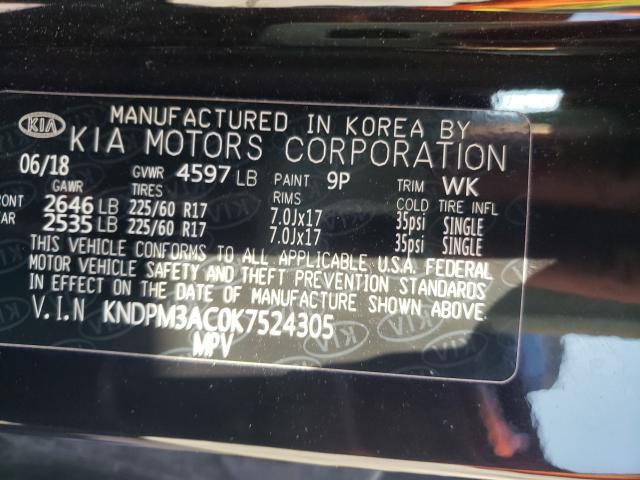 KIA
MANUFACTURED IN KOREA BY
KIA MOTORS CORPORATION
06/18 GVWR 4597 LB PAINT 9P TRIM WK
GAWR TIRES RIMS COLD TIRE INFL
RONT 2646 LB 225/60 R17 7.0Jx17 35psi SINGLE
AR 2535 LB 225/60 R17 7.0Jx17 35psi SINGLE
THIS VEHICLE CONFORMS TO ALL APPLICABLE U.S.A. FEDERAL
MOTOR VEHICLE SAFETY AND THEFT PREVENTION STANDARDS
IN EFFECT ON THE DATE OF MANUFACTURE SHOWN ABOVE.
V.I.N KNDPM3AC0K7524305
MPV